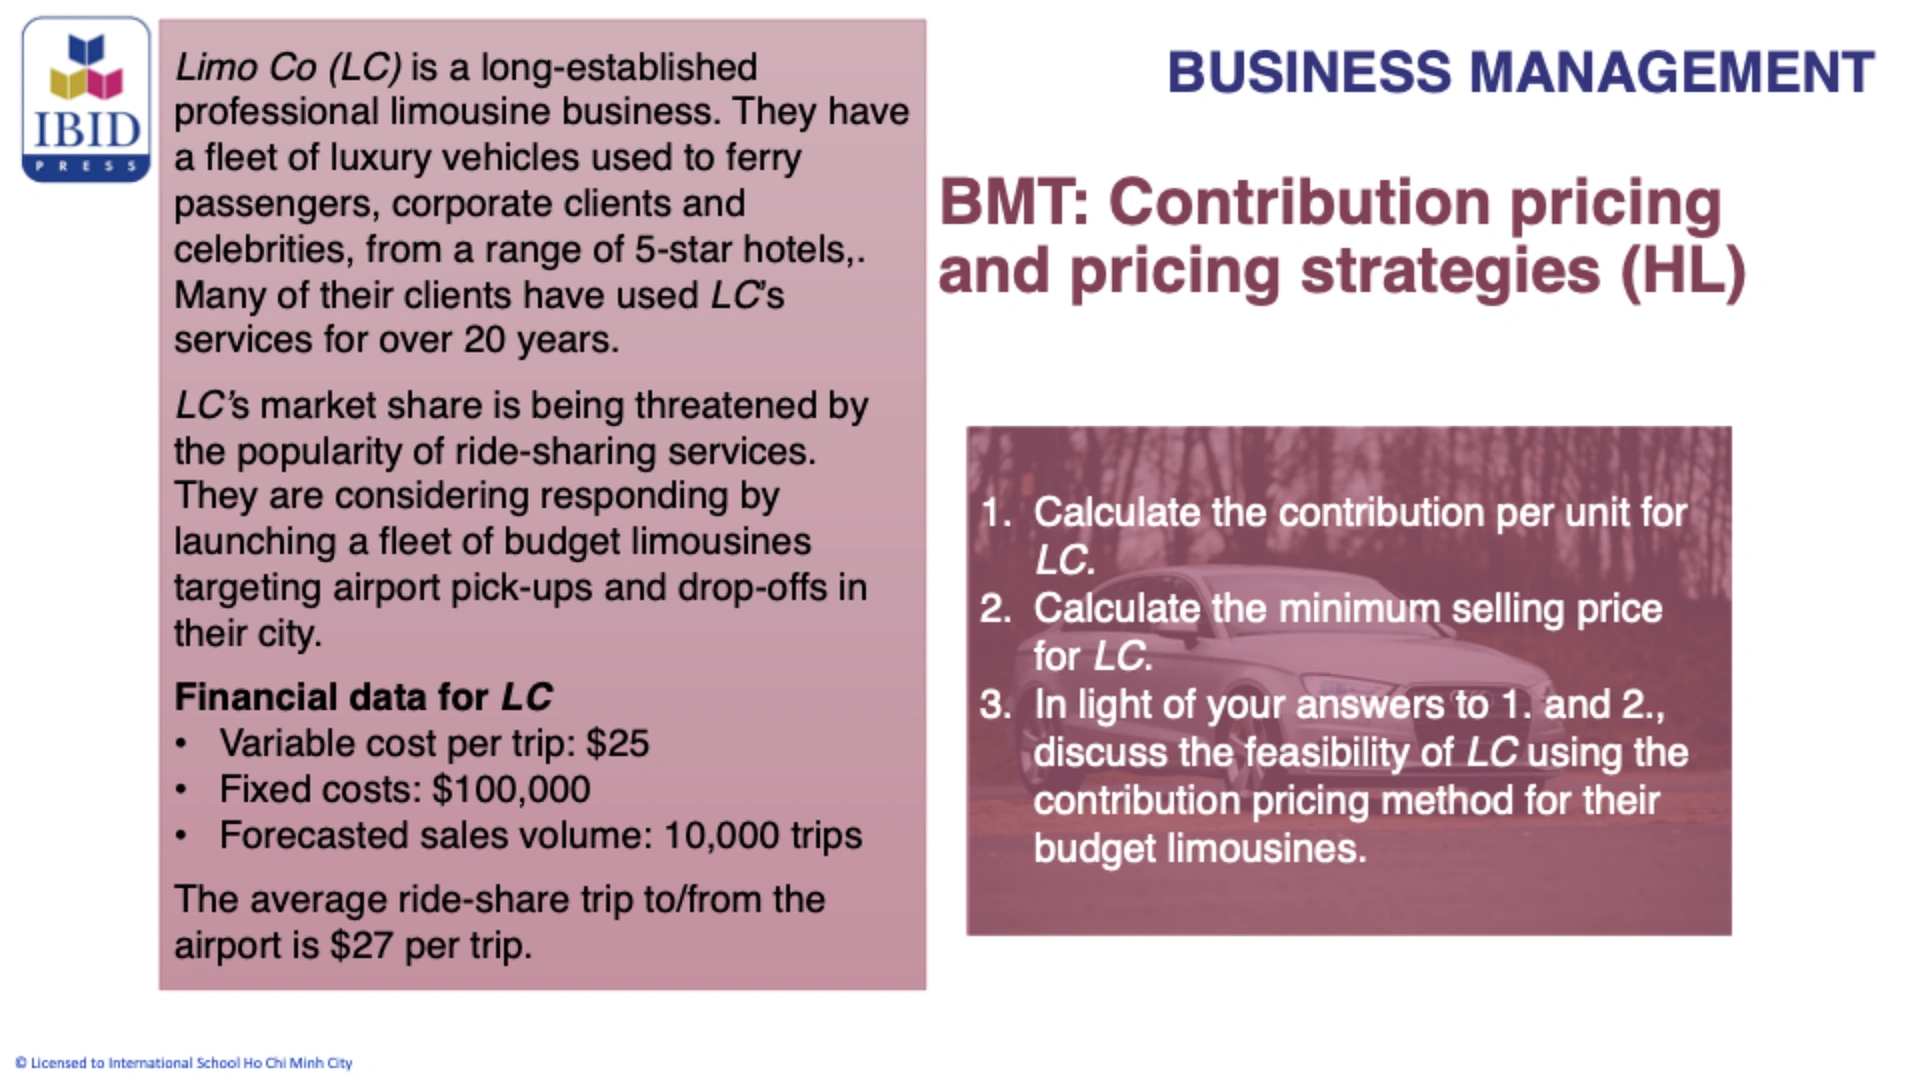 IBID
PRESS
Limo Co (LC) is a long-established
professional limousine business. They have
a fleet of luxury vehicles used to ferry
passengers, corporate clients and
celebrities, from a range of 5-star hotels,.
Many of their clients have used LC's
services for over 20 years.
LC's market share is being threatened by
the popularity of ride-sharing services.
They are considering responding by
launching a fleet of budget limousines
targeting airport pick-ups and drop-offs in
their city.
Financial data for LC
• Variable cost per trip: $25
• Fixed costs: $100,000
• Forecasted sales volume: 10,000 trips
The average ride-share trip to/from the
airport is $27 per trip.
BUSINESS MANAGEMENT
BMT: Contribution pricing
and pricing strategies (HL)
1. Calculate the contribution per unit for
LC.
2. Calculate the minimum selling price
for LC.
3. In light of your answers to 1. and 2.,
discuss the feasibility of LC using the
contribution pricing method for their
budget limousines.
© Licensed to International School Ho Chi Minh City